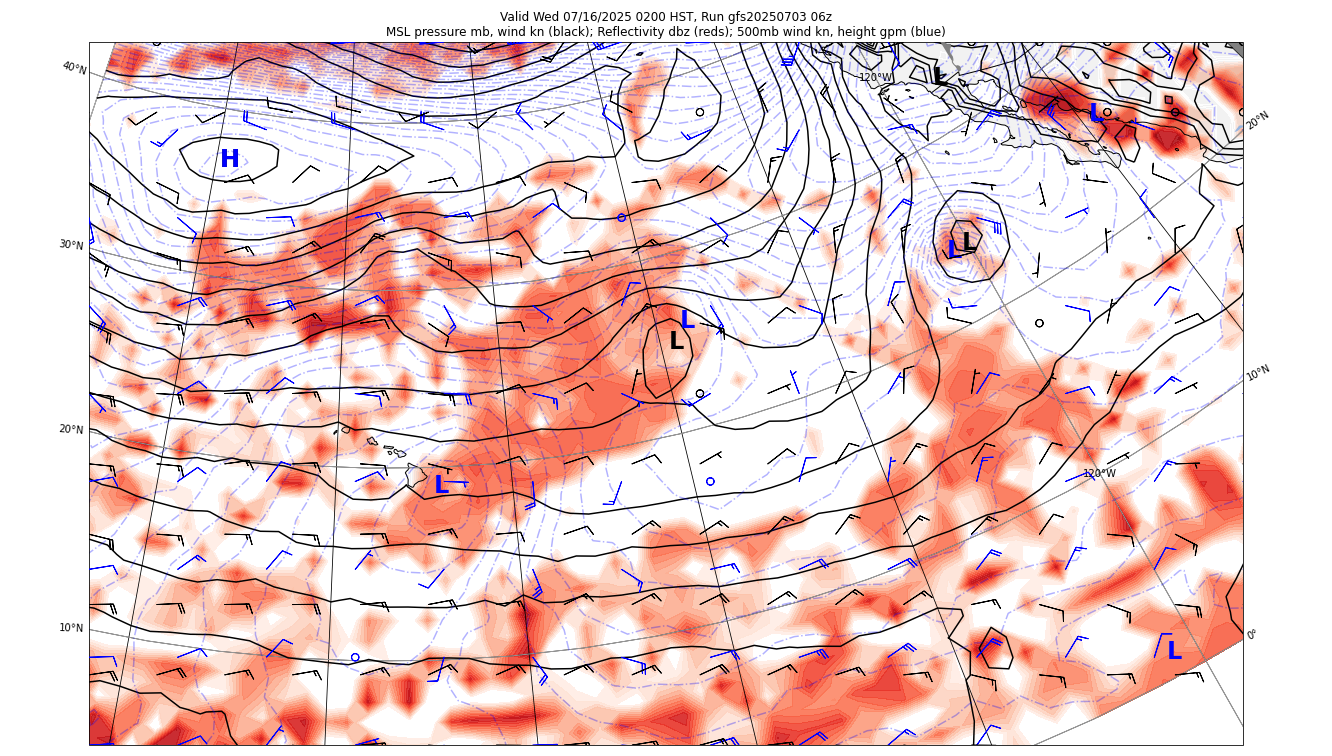 Valid Wed 07/16/2025 0200 HST, Run gfs20250703 06z
MSL pressure mb, wind kn (black); Reflectivity dbz (reds); 500mb wind kn, height gpm (blue)
40°N
120°W
L
L
20°N
H
30°N
L
L
L
L
10°N
20°N
120°W
L
10°N
0°
L